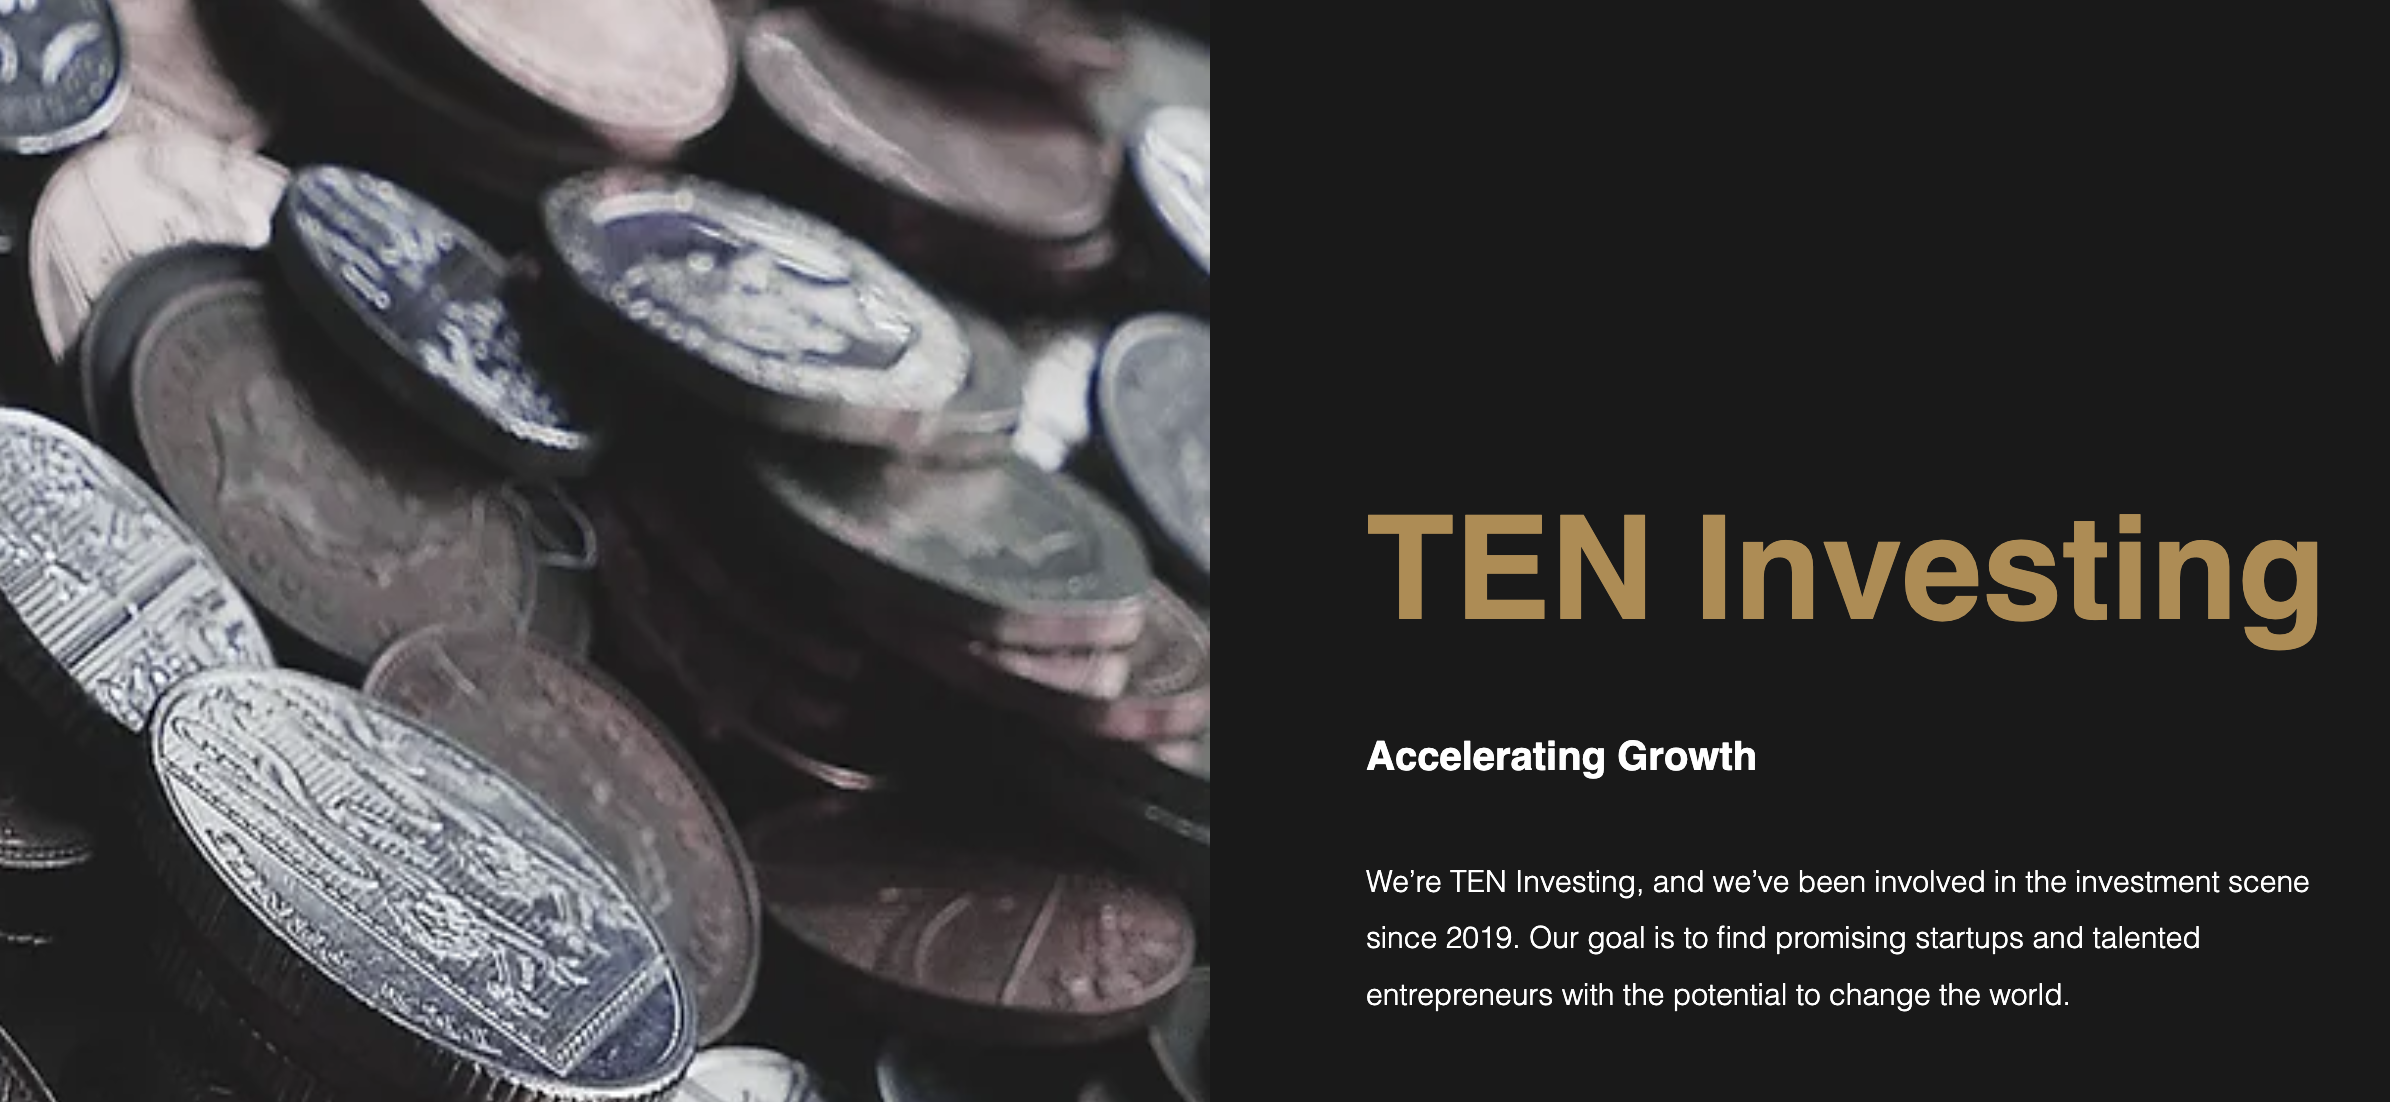 TEN Investing
Accelerating Growth
We’re TEN Investing, and we’ve been involved in the investment scene
since 2019. Our goal is to find promising startups and talented
entrepreneurs with the potential to change the world.